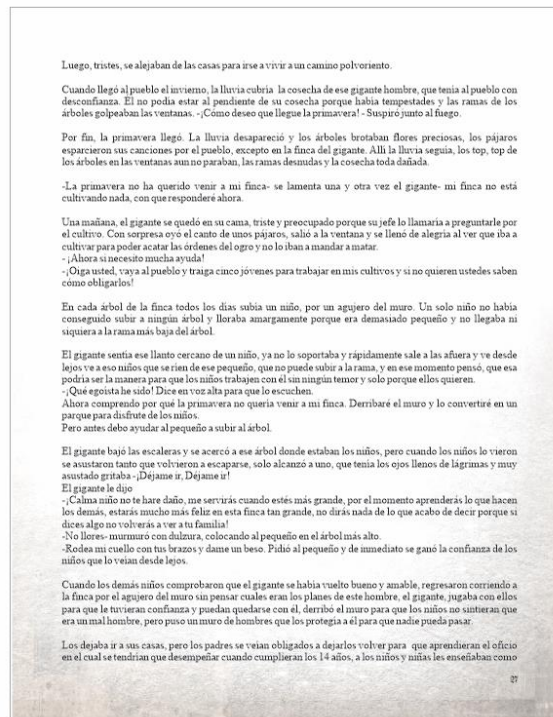 Luego, tristes, se alejaban de las casas para irse a vivir a un camino polvoriento.
Cuando llegó al pueblo el invierno, la lluvia cubría la cosecha de ese gigante hombre, que tenia al pueblo con
desconfianza. Él no podía estar al pendiente de su cosecha porque habia tempestades y las ramas de los
árboles golpeaban las ventanas. -¡Cómo deseo que llegue la primavera! - Suspiró junto al fuego.
Por fin, la primavera llegó. La lluvia desapareció y los árboles brotaban flores preciosas, los pájaros
esparcieron sus canciones por el pueblo, excepto en la finca del gigante. Allí la lluvia seguía, los top, top de
los árboles en las ventanas aun no paraban, las ramas desnudas y la cosecha toda dañada.
-La primavera no ha querido venir a mi finca- se lamenta una y otra vez el gigante- mi finca no está
cultivando nada, con que responderé ahora.
Una mañana, el gigante se quedó en su cama, triste y preocupado porque su jefe lo llamaria a preguntarle por
el cultivo. Con sorpresa oyó el canto de unos pájaros, salió a la ventana y se llenó de alegria al ver que iba a
cultivar para poder acatar las órdenes del ogro y no lo iban a mandar a matar.
- ¡Ahora si necesito mucha ayuda!
-¡Oiga usted, vaya al pueblo y traiga cinco jóvenes para trabajar en mis cultivos y si no quieren ustedes saben
cómo obligarlos!
En cada árbol de la finca todos los días subia un niño, por un agujero del muro. Un solo niño no habia
conseguido subir a ningún árbol y lloraba amargamente porque era demasiado pequeño y no llegaba ni
siquiera a la rama más baja del árbol.
El gigante sentía ese llanto cercano de un niño, ya no lo soportaba y rápidamente sale a las afuera y ve desde
lejos ve a eso niños que se ríen de ese pequeño, que no puede subir a la rama, y en ese momento pensó, que esa
podria ser la manera para que los niños trabajen con él sin ningún temor y solo porque ellos quieren.
-¡Qué egoista he sido! Dice en voz alta para que lo escuchen.
Ahora comprendo por qué la primavera no queria venir a mi finca. Derribaré el muro y lo convertiré en un
parque para disfrute de los niños.
Pero antes debo ayudar al pequeño a subir al árbol.
El gigante bajó las escaleras y se acercó a ese árbol donde estaban los niños, pero cuando los niños lo vieron
se asustaron tanto que volvieron a escaparse, solo alcanzó a uno, que tenia los ojos llenos de lágrimas y muy
asustado gritaba -¡Déjame ir, Déjame ir!
El gigante le dijo
-¡Calma niño no te hare daño, me servirás cuando estés más grande, por el momento aprenderás lo que hacen
los demás, estarás mucho más feliz en esta finca tan grande, no dirás nada de lo que acabo de decir porque si
dices algo no volverás a ver a tu familia!
-No llores- murmuró con dulzura, colocando al pequeño en el árbol más alto.
-Rodea mi cuello con tus brazos y dame un beso. Pidió al pequeño y de inmediato se ganó la confianza de los
niños que lo veían desde lejos.
Cuando los demás niños comprobaron que el gigante se habia vuelto bueno y amable, regresaron corriendo a
la finca por el agujero del muro sin pensar cuales eran los planes de este hombre, el gigante, jugaba con ellos
para que le tuvieran confianza y puedan quedarse con él, derribó el muro para que los niños no sintieran que
era un mal hombre, pero puso un muro de hombres que los protegía a él para que nadie pueda pasar.
Los dejaba ir a sus casas, pero los padres se veían obligados a dejarlos volver para que aprendieran el oficio
en el cual se tendrían que desempeñar cuando cumplieran los 14 años, a los niños y niñas les enseñaban como